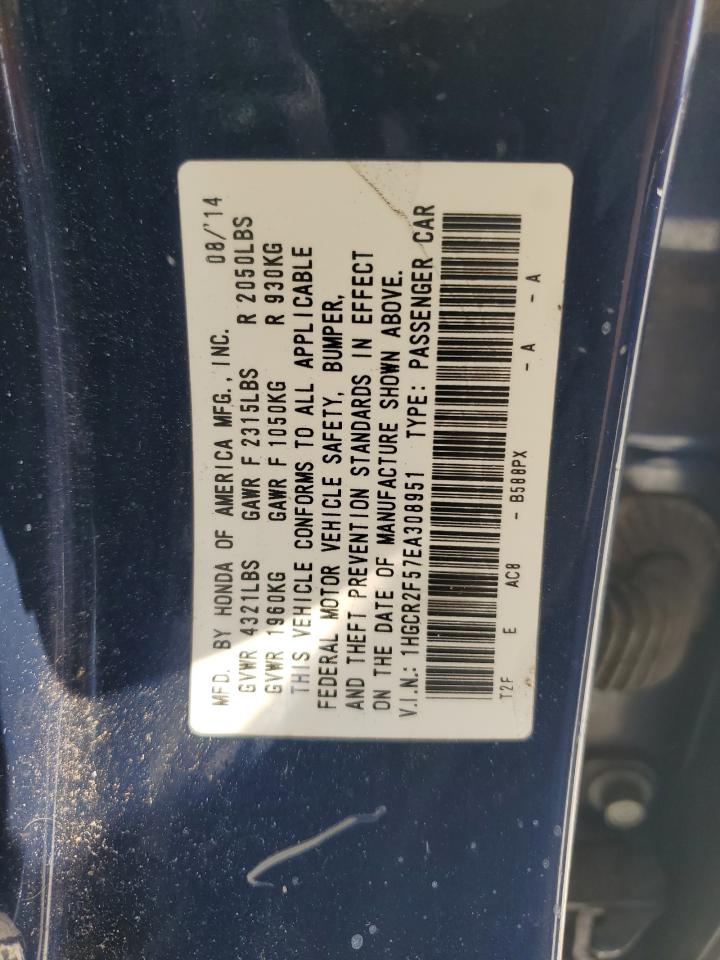 MFD. BY HONDA OF AMERICA MFG., INC. 08/'14
GVWR 4321LBS GAWR F 2315LBS R 2050LBS
GVWR 1960KG GAWR F 1050KG R 930KG
THIS VEHICLE CONFORMS TO ALL APPLICABLE
FEDERAL MOTOR VEHICLE SAFETY, BUMPER,
AND THEFT PREVENTION STANDARDS IN EFFECT
ON THE DATE OF MANUFACTURE SHOWN ABOVE.
V.I.N.: 1HGCR2F57EA308951 TYPE: PASSENGER CAR
T2F E AC8 - B588PX - A - A - A